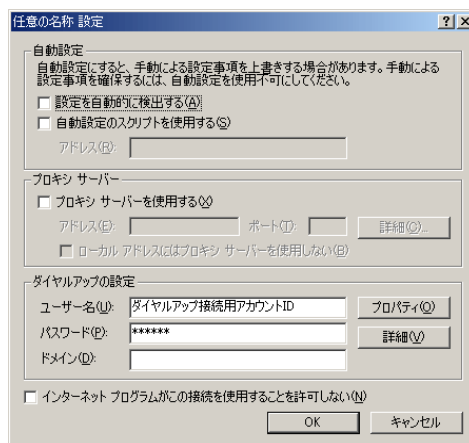 任意の名称 設定
自動設定
自動設定にすると、手動による設定事項を上書きする場合があります。手動による
設定事項を確保するには、自動設定を使用不可にしてください。
設定を自動的に検出する(A)
自動設定のスクリプトを使用する(S)
アドレス(R):
プロキシ サーバー
プロキシ サーバーを使用する(X)
アドレス(E): ポート(T): 詳細(C)...
ローカル アドレスにはプロキシ サーバーを使用しない(B)
ダイヤルアップの設定
ユーザー名(U): ダイヤルアップ接続用アカウントID プロパティ(O)
パスワード(P): ****** 詳細(V)
ドメイン(D):
インターネット プログラムがこの接続を使用することを許可しない(N)
OK キャンセル